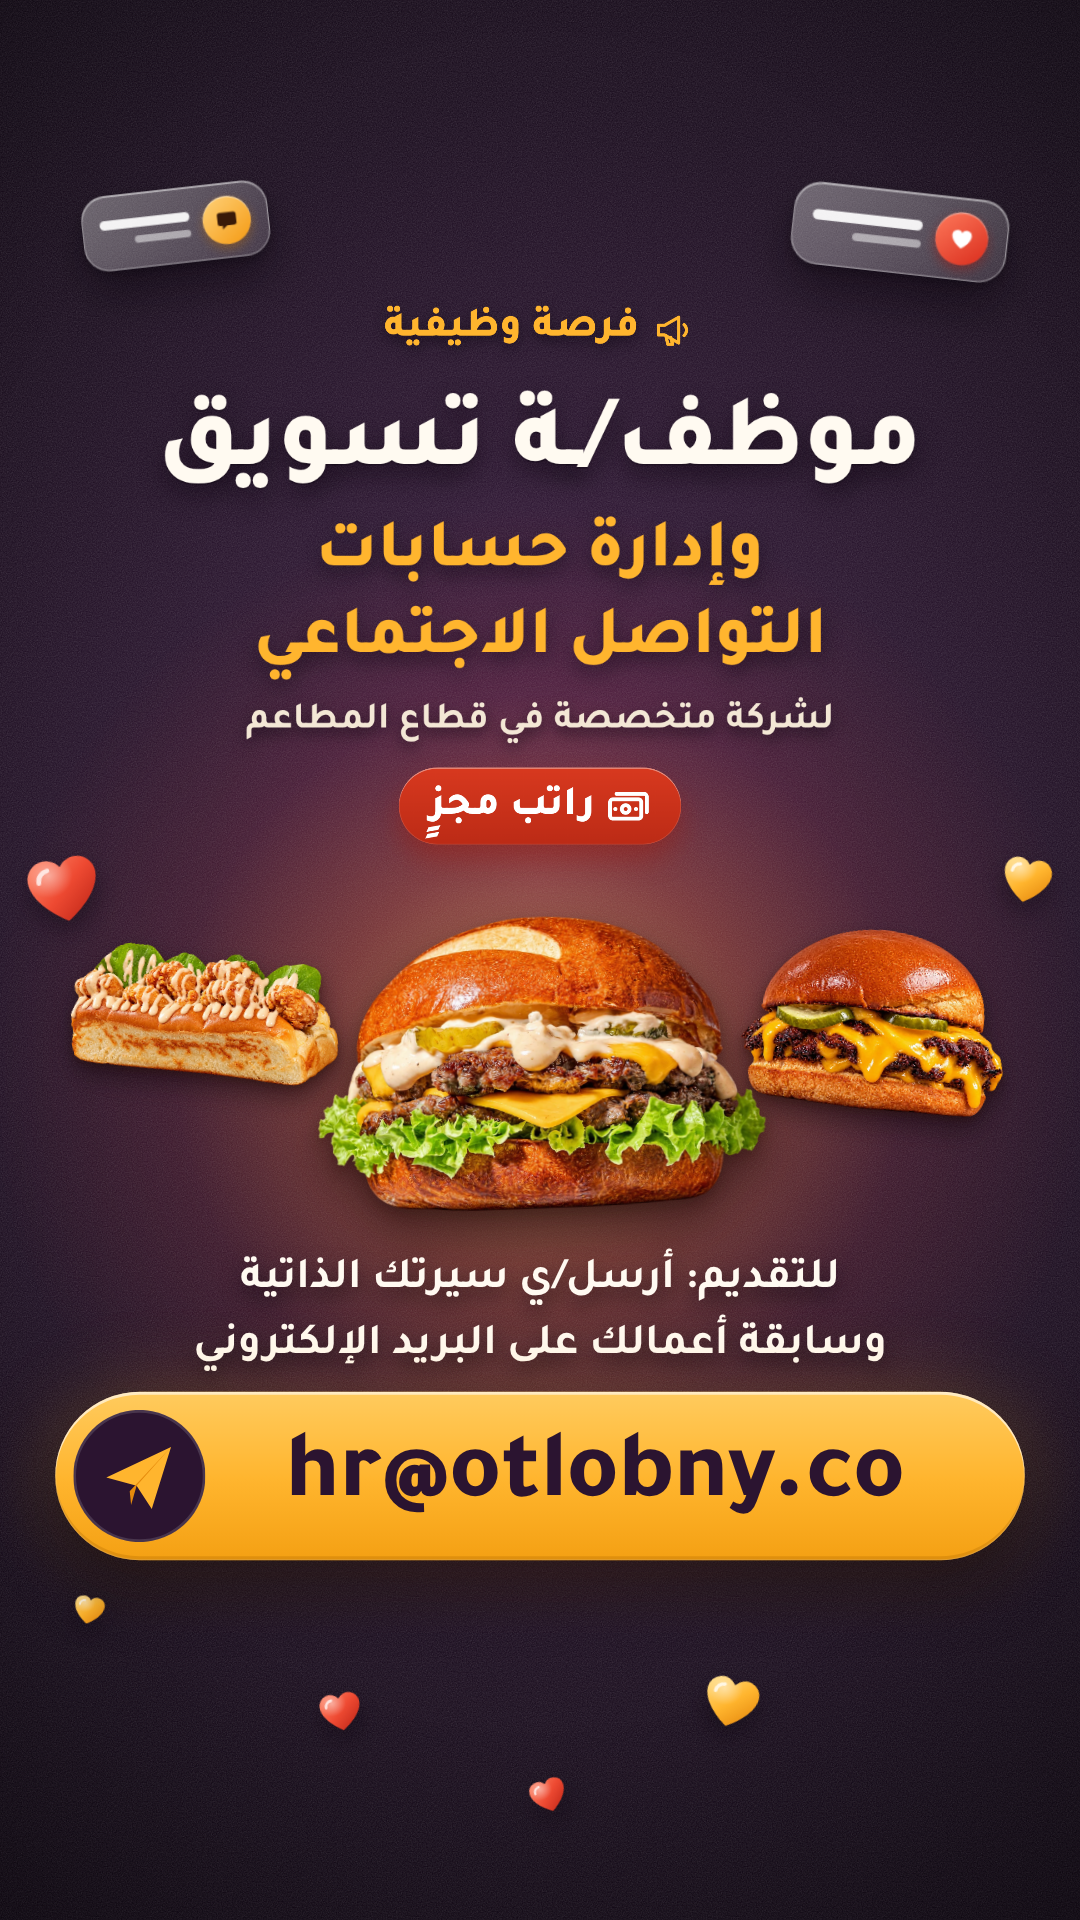 فرصة وظيفية
موظف/ة تسويق
وإدارة حسابات
التواصل الاجتماعي
لشركة متخصصة في قطاع المطاعم
راتب مجزٍ
للتقديم: أرسل/ي سيرتك الذاتية
وسابقة أعمالك على البريد الإلكتروني
hr@otlobny.co